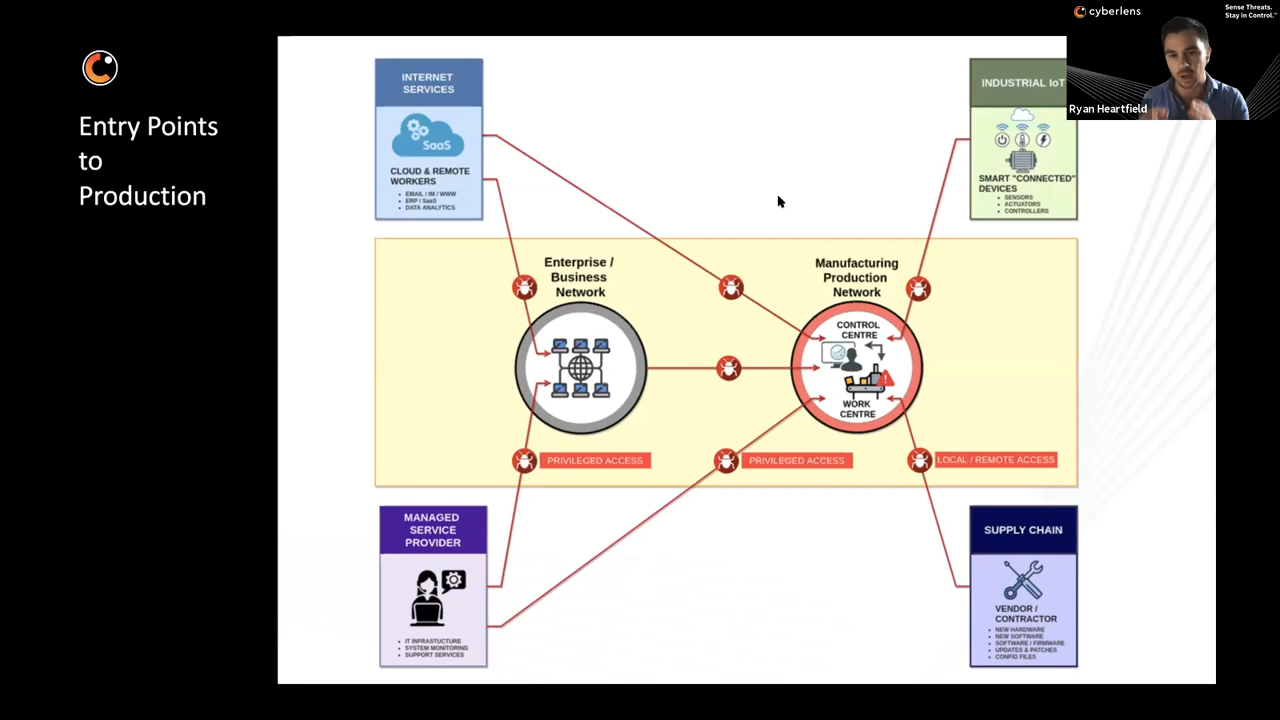 cyberlens
Sense Threats.
Stay in Control.
Ryan Heartfield
Entry Points
to
Production
INTERNET
SERVICES
SaaS
CLOUD & REMOTE
WORKERS
EMAIL / IM / WWW
ERP / SaaS
DATA ANALYTICS
INDUSTRIAL IoT
SMART "CONNECTED"
DEVICES
SENSORS
ACTUATORS
CONTROLLERS
Enterprise /
Business
Network
Manufacturing
Production
Network
CONTROL
CENTRE
WORK
CENTRE
PRIVILEGED ACCESS
PRIVILEGED ACCESS
LOCAL / REMOTE ACCESS
MANAGED
SERVICE
PROVIDER
IT INFRASTUCTURE
SYSTEM MONITORING
SUPPORT SERVICES
SUPPLY CHAIN
VENDOR /
CONTRACTOR
NEW HARDWARE
NEW SOFTWARE
SOFTWARE / FIRMWARE
UPDATES & PATCHES
CONFIG FILES